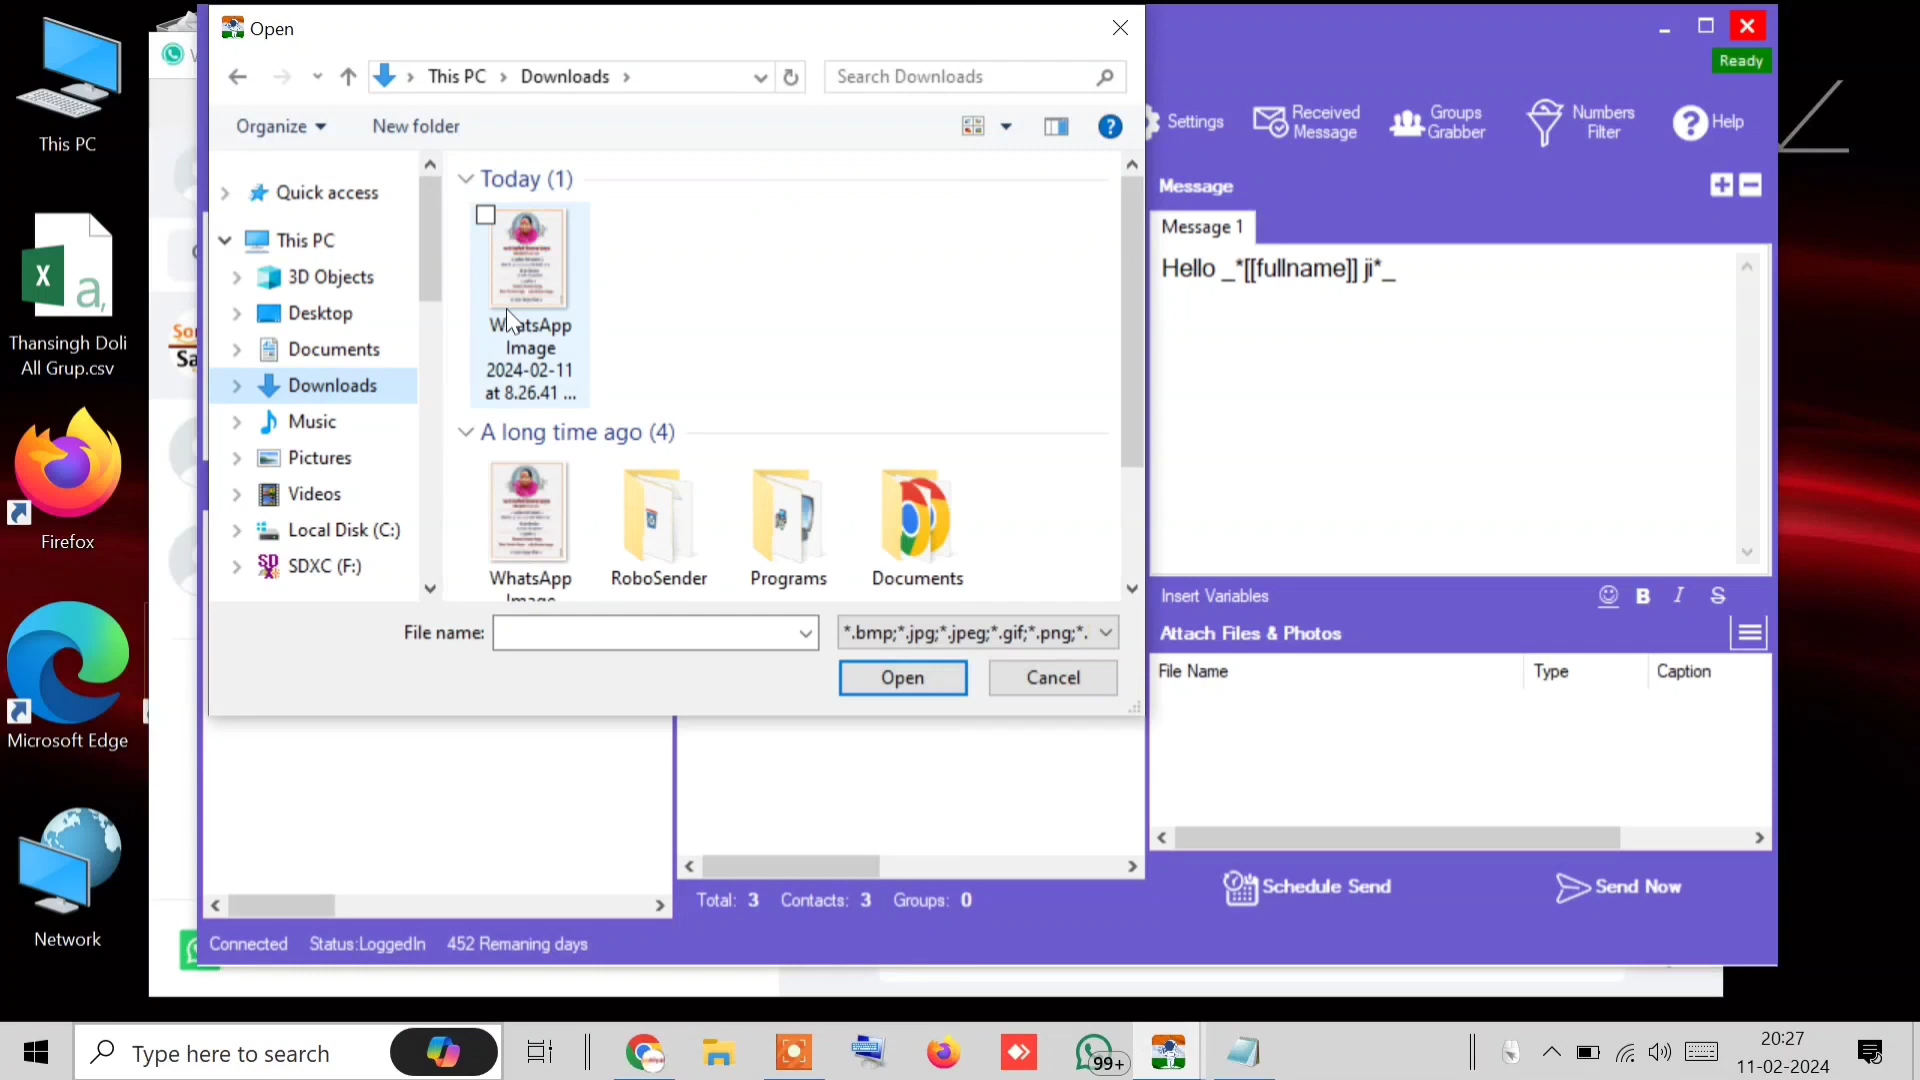 Open
This PC > Downloads >
Search Downloads
Organize
New folder
Quick access
This PC
3D Objects
Desktop
Documents
Downloads
Music
Pictures
Videos
Local Disk (C:)
SDXC (F:)
Today (1)
WhatsApp
Image
2024-02-11
at 8.26.41 ...
A long time ago (4)
WhatsApp
Image
RoboSender
Programs
Documents
File name:
*.bmp;*.jpg;*.jpeg;*.gif;*.png;*.
Open
Cancel
Ready
Settings
Received
Message
Groups
Grabber
Numbers
Filter
Help
Message
Message 1
Hello _*[[fullname]] ji*_
Insert Variables
B I S
Attach Files & Photos
File Name
Type
Caption
Schedule Send
Send Now
Total: 3 Contacts: 3 Groups: 0
Connected Status:LoggedIn 452 Remaning days
This PC
Thansingh Doli
All Grup.csv
Firefox
Microsoft Edge
Network
Type here to search
99+
20:27
11-02-2024